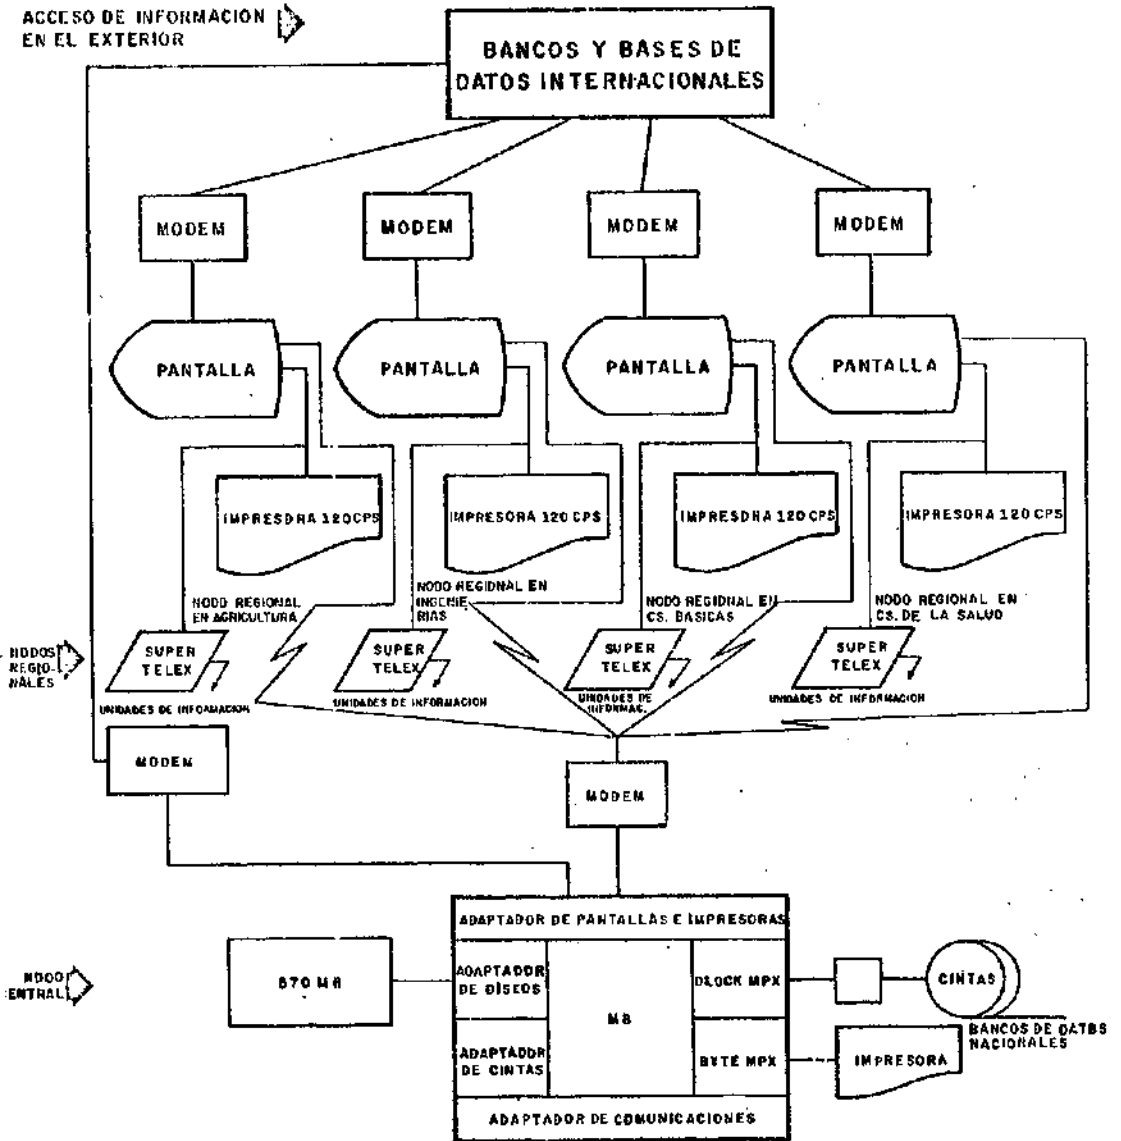 ACCESO DE INFORMACION
EN EL EXTERIOR
BANCOS Y BASES DE
DATOS INTERNACIONALES
MODEM
MODEM
MODEM
MODEM
PANTALLA
PANTALLA
PANTALLA
PANTALLA
IMPRESORA 120 CPS
IMPRESORA 120 CPS
IMPRESORA 120 CPS
IMPRESORA 120 CPS
NODO REGIONAL
EN AGRICULTURA
NODO REGIONAL EN
INGENIE
RIAS
NODO REGIONAL EN
CS. BASICAS
NODO REGIONAL EN
CS. DE LA SALUD
NODOS
REGIO-
NALES
SUPER
TELEX
SUPER
TELEX
SUPER
TELEX
SUPER
TELEX
UNIDADES DE INFORMACION
UNIDADES DE INFORMACION
UNIDADES DE
INFORMAC.
UNIDADES DE INFORMACION
MODEM
MODEM
ADAPTADOR DE PANTALLAS E IMPRESORAS
NODO
ENTRAL
ADAPTADOR
DE DISCOS
BLOCK MPX
CINTAS
MB
BANCOS DE DATOS
NACIONALES
ADAPTADOR
DE CINTAS
BYTE MPX
IMPRESORA
ADAPTADOR DE COMUNICACIONES